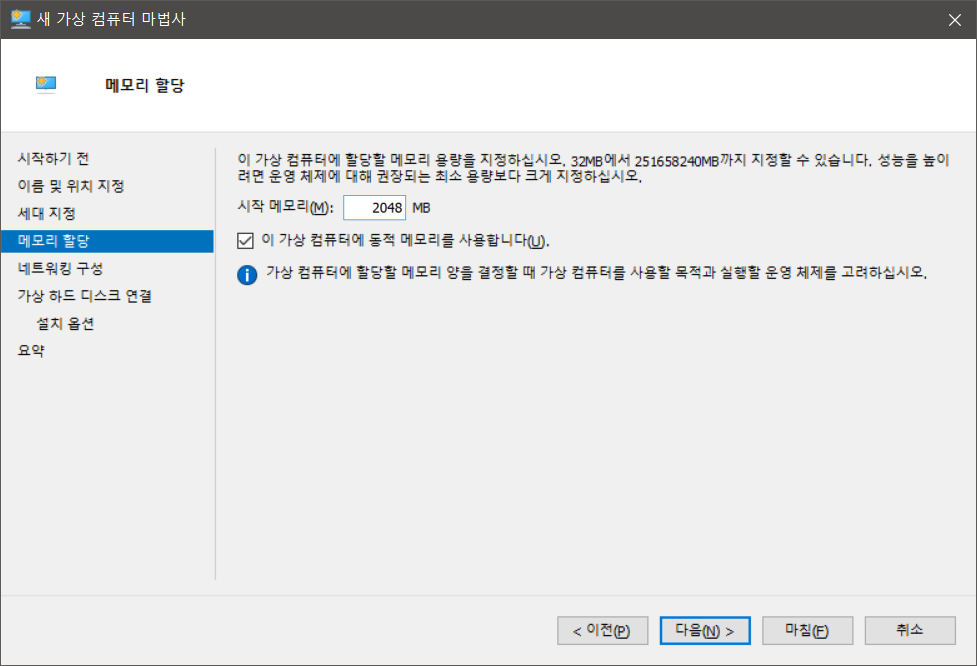 새 가상 컴퓨터 마법사
메모리 할당
시작하기 전
이름 및 위치 지정
세대 지정
메모리 할당
네트워킹 구성
가상 하드 디스크 연결
설치 옵션
요약
이 가상 컴퓨터에 할당할 메모리 용량을 지정하십시오. 32MB에서 251658240MB까지 지정할 수 있습니다. 성능을 높이
려면 운영 체제에 대해 권장되는 최소 용량보다 크게 지정하십시오.
시작 메모리(M): 2048 MB
이 가상 컴퓨터에 동적 메모리를 사용합니다(U).
가상 컴퓨터에 할당할 메모리 양을 결정할 때 가상 컴퓨터를 사용할 목적과 실행할 운영 체제를 고려하십시오.
< 이전(P) 다음(N) > 마침(F) 취소